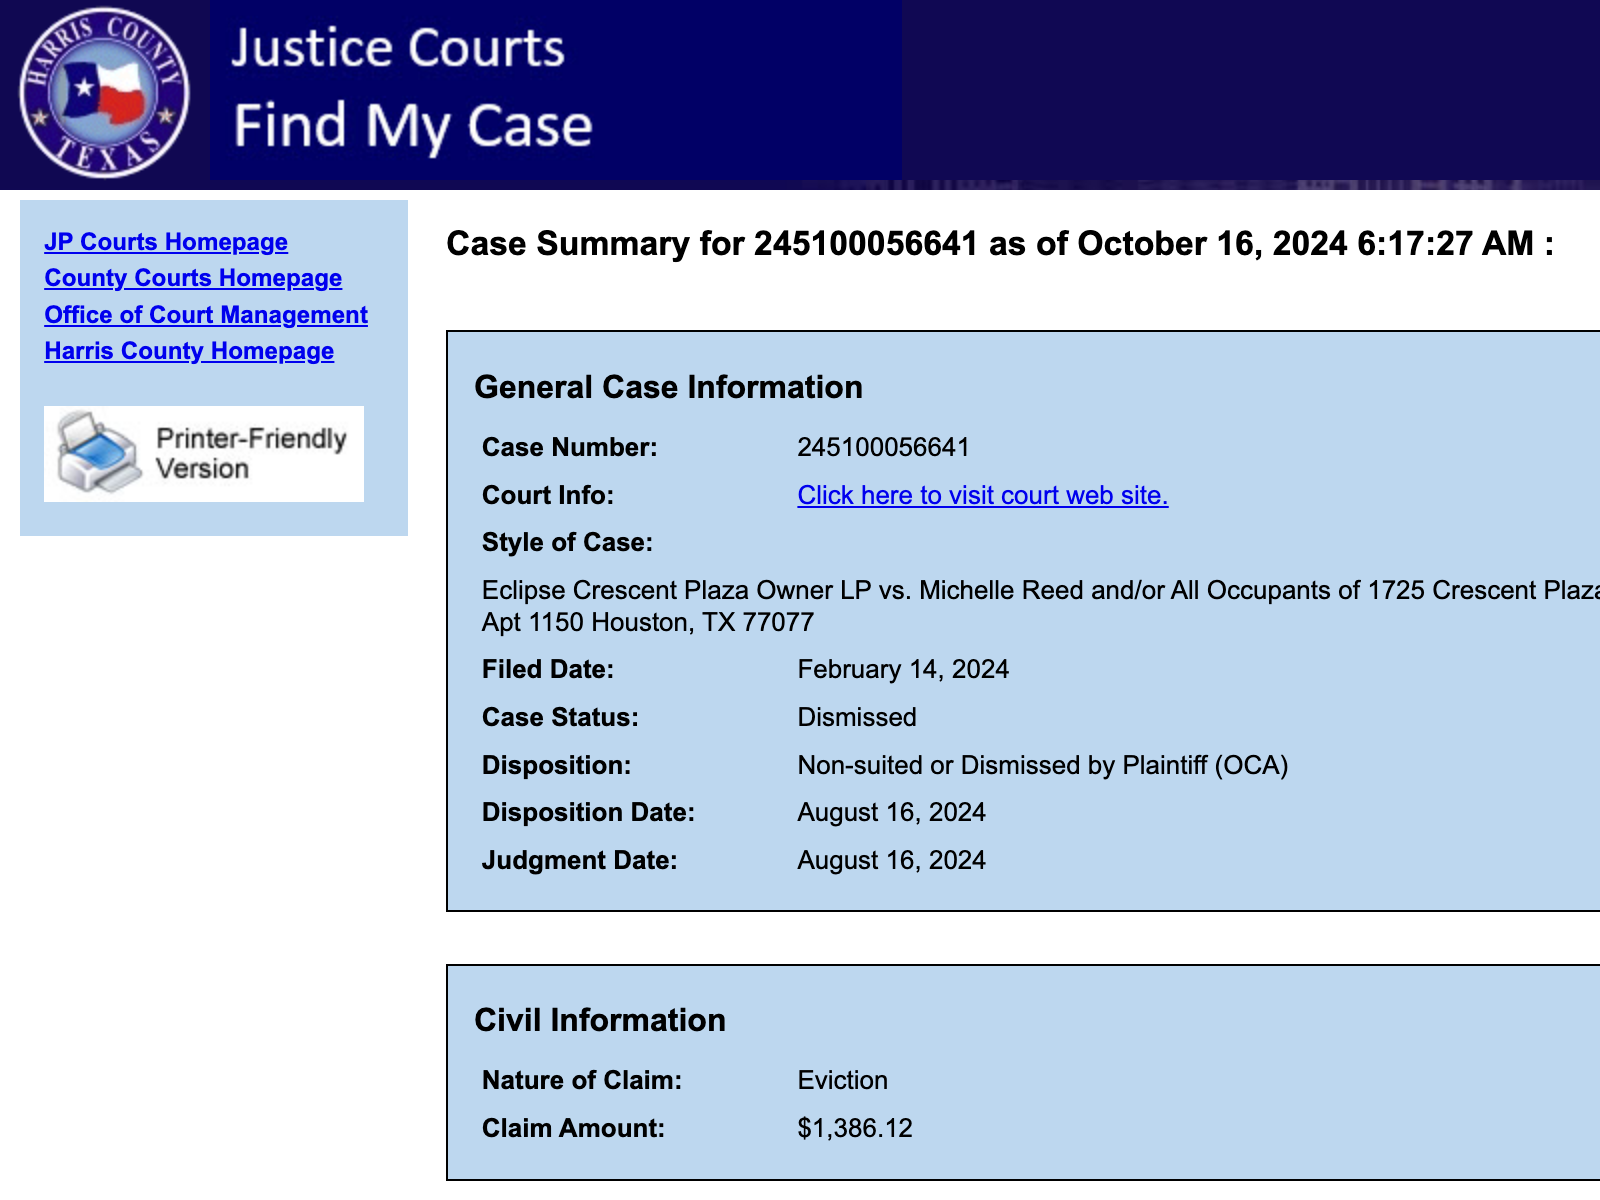 HARRIS COUNTY
TEXAS
Justice Courts
Find My Case
JP Courts Homepage
County Courts Homepage
Office of Court Management
Harris County Homepage
Printer-Friendly
Version
Case Summary for 245100056641 as of October 16, 2024 6:17:27 AM :
General Case Information
Case Number: 245100056641
Court Info: Click here to visit court web site.
Style of Case:
Eclipse Crescent Plaza Owner LP vs. Michelle Reed and/or All Occupants of 1725 Crescent Plaza
Apt 1150 Houston, TX 77077
Filed Date: February 14, 2024
Case Status: Dismissed
Disposition: Non-suited or Dismissed by Plaintiff (OCA)
Disposition Date: August 16, 2024
Judgment Date: August 16, 2024
Civil Information
Nature of Claim: Eviction
Claim Amount: $1,386.12